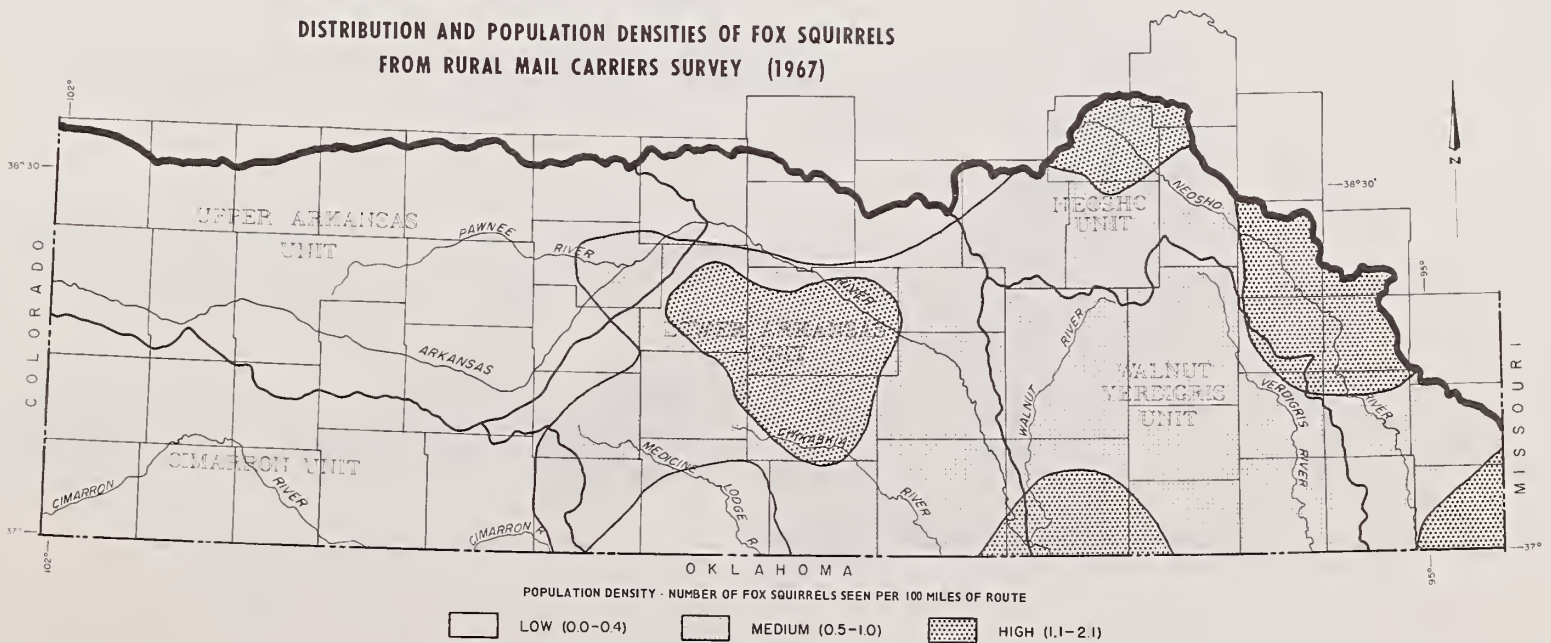 DISTRIBUTION AND POPULATION DENSITIES OF FOX SQUIRRELS
FROM RURAL MAIL CARRIERS SURVEY (1967)
102°
38°30'
38°30'
N
UPPER ARKANSAS
UNIT
PAWNEE
RIVER
NEOSHO
UNIT
NEOSHO
COLORADO
95°
ARKANSAS
RIVER
LOWER ARKANSAS
UNIT
WALNUT
RIVER
WALNUT
VERDIGRIS
UNIT
VERDIGRIS
RIVER
RIVER
MISSOURI
CIMARRON UNIT
CIMARRON
RIVER
CIMARRON R.
MEDICINE
LODGE R.
CHIKASKIA
RIVER
37°
102°
37°
95°
OKLAHOMA
POPULATION DENSITY - NUMBER OF FOX SQUIRRELS SEEN PER 100 MILES OF ROUTE
LOW (0.0-0.4) MEDIUM (0.5-1.0) HIGH (1.1-2.1)